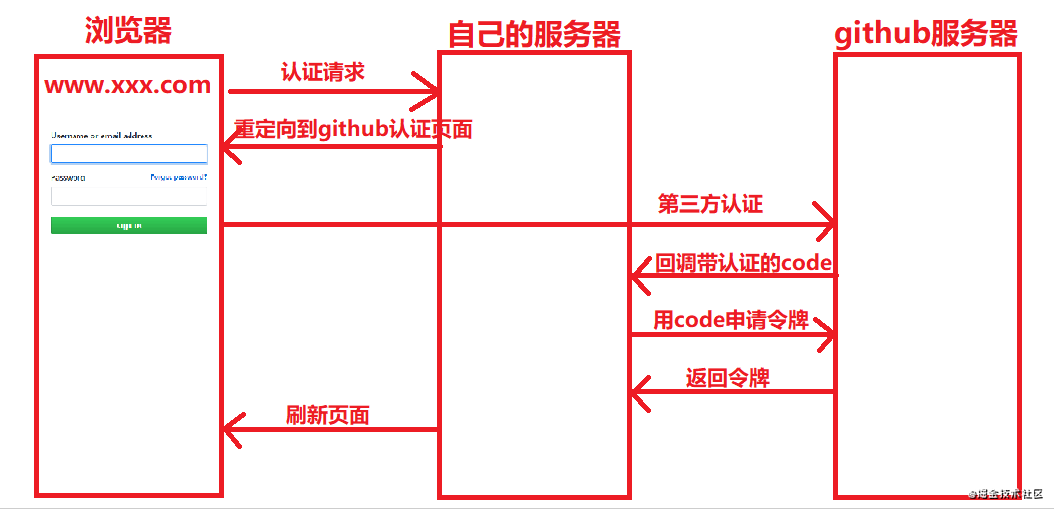 浏览器
自己的服务器
github服务器
www.xxx.com
认证请求
重定向到github认证页面
Username or email address
Password
Forgot password?
Sign in
第三方认证
回调带认证的code
用code申请令牌
返回令牌
刷新页面
@掘金技术社区